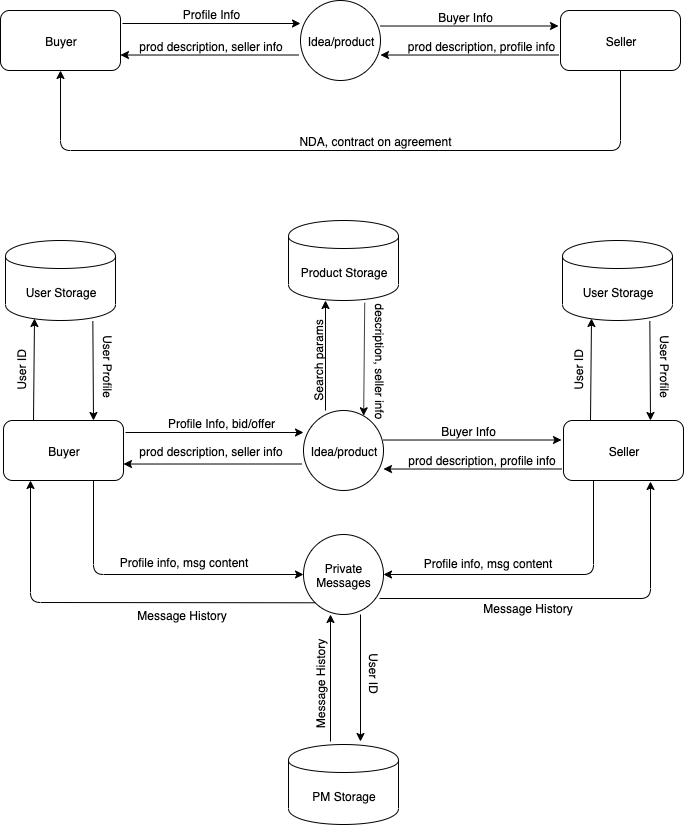 Profile Info
Buyer Info
Buyer
Idea/product
Seller
prod description, seller info
prod description, profile info
NDA, contract on agreement
Product Storage
User Storage
User Storage
User ID
User Profile
Search params
description, seller info
User ID
User Profile
Profile Info, bid/offer
Buyer Info
Buyer
Idea/product
Seller
prod description, seller info
prod description, profile info
Profile info, msg content
Private
Messages
Profile info, msg content
Message History
Message History
Message History
User ID
PM Storage